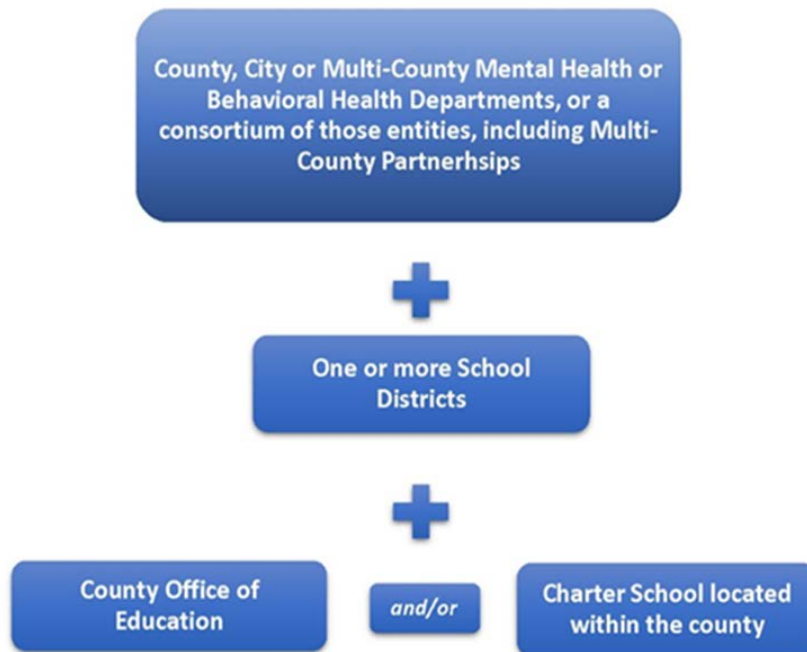 County, City or Multi-County Mental Health or
Behavioral Health Departments, or a
consortium of those entities, including Multi-
County Partnerhsips
One or more School
Districts
County Office of
Education
and/or
Charter School located
within the county